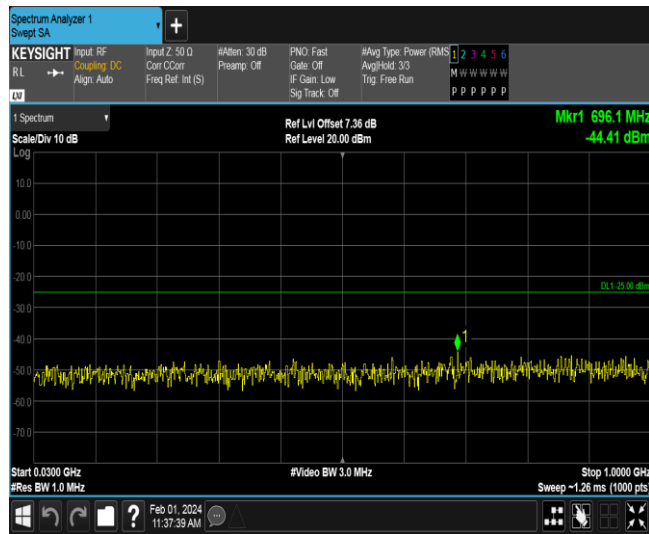 Spectrum Analyzer 1
Swept SA
+
KEYSIGHT
RL
LXI
Input: RF
Coupling: DC
Align: Auto
Input Z: 50 Ω
Corr CCorr
Freq Ref: Int (S)
#Atten: 30 dB
Preamp: Off
PNO: Fast
Gate: Off
IF Gain: Low
Sig Track: Off
#Avg Type: Power (RMS
Avg|Hold: 3/3
Trig: Free Run
1 2 3 4 5 6
M W W W W W
P P P P P P
1 Spectrum
Scale/Div 10 dB
Log
Ref Lvl Offset 7.36 dB
Ref Level 20.00 dBm
Mkr1 696.1 MHz
-44.41 dBm
10.0
0.00
-10.0
-20.0
DL1 -25.00 dBm
-30.0
-40.0
1
-50.0
-60.0
-70.0
Start 0.0300 GHz
#Res BW 1.0 MHz
#Video BW 3.0 MHz
Stop 1.0000 GHz
Sweep ~1.26 ms (1000 pts)
?
Feb 01, 2024
11:37:39 AM